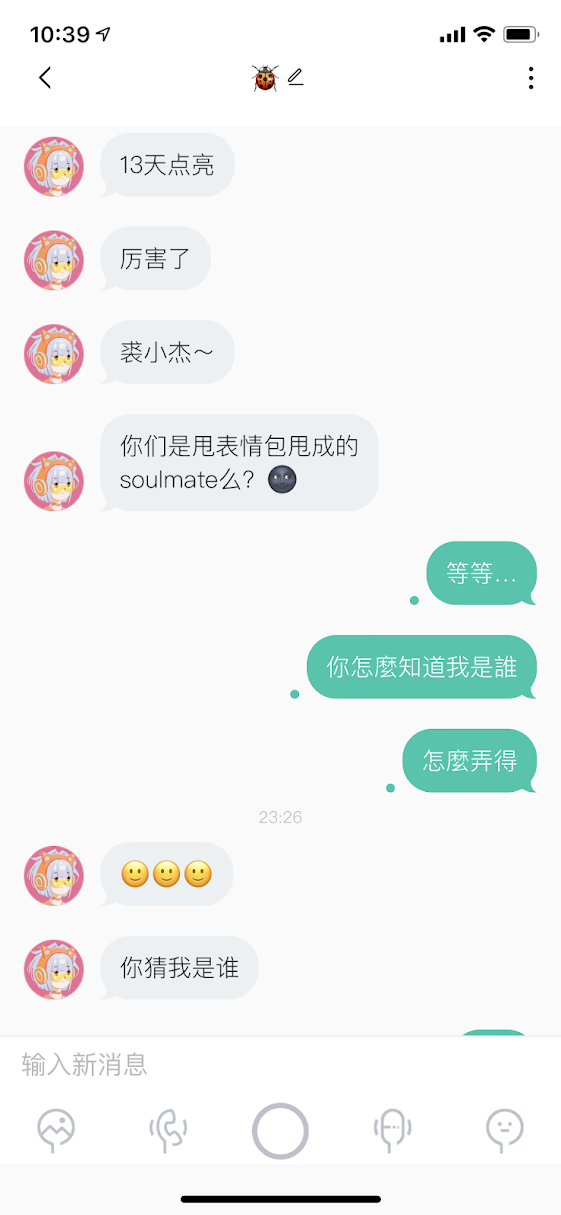 10:39
13天点亮
厉害了
裘小杰～
你们是甩表情包甩成的
soulmate么？🌚
等等...
你怎麼知道我是誰
怎麼弄得
23:26
🙂🙂🙂
你猜我是谁
输入新消息